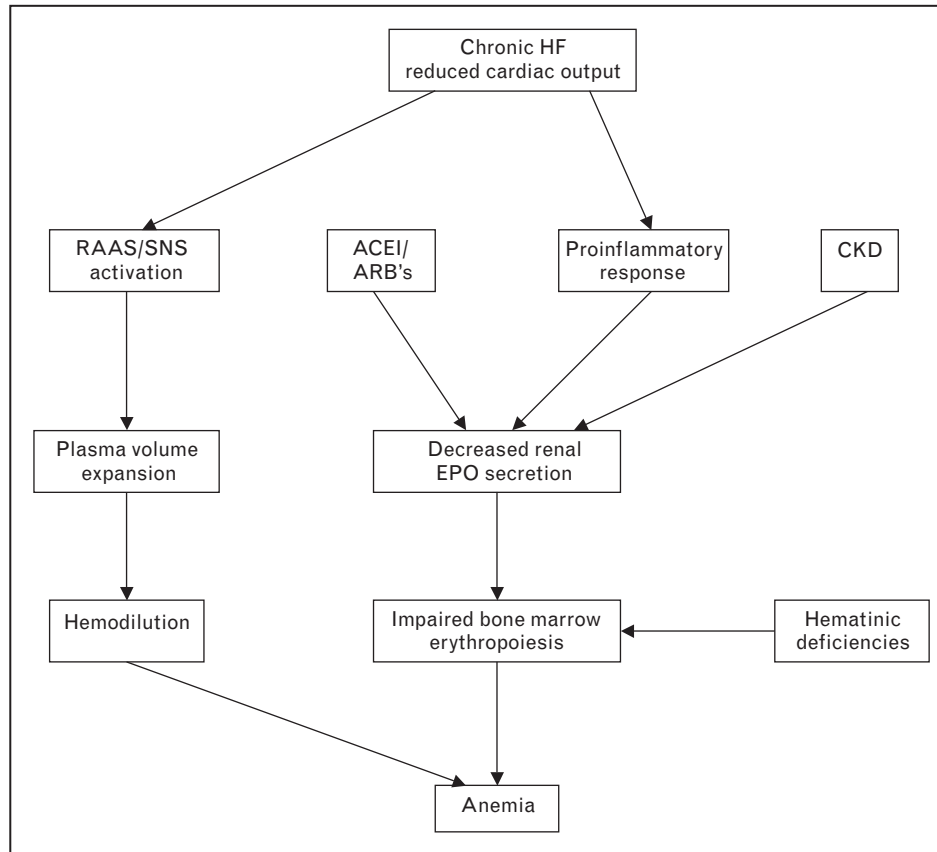 Chronic HF
reduced cardiac output
RAAS/SNS
activation
ACEI/
ARB's
Proinflammatory
response
CKD
Plasma volume
expansion
Decreased renal
EPO secretion
Hemodilution
Impaired bone marrow
erythropoiesis
Hematinic
deficiencies
Anemia